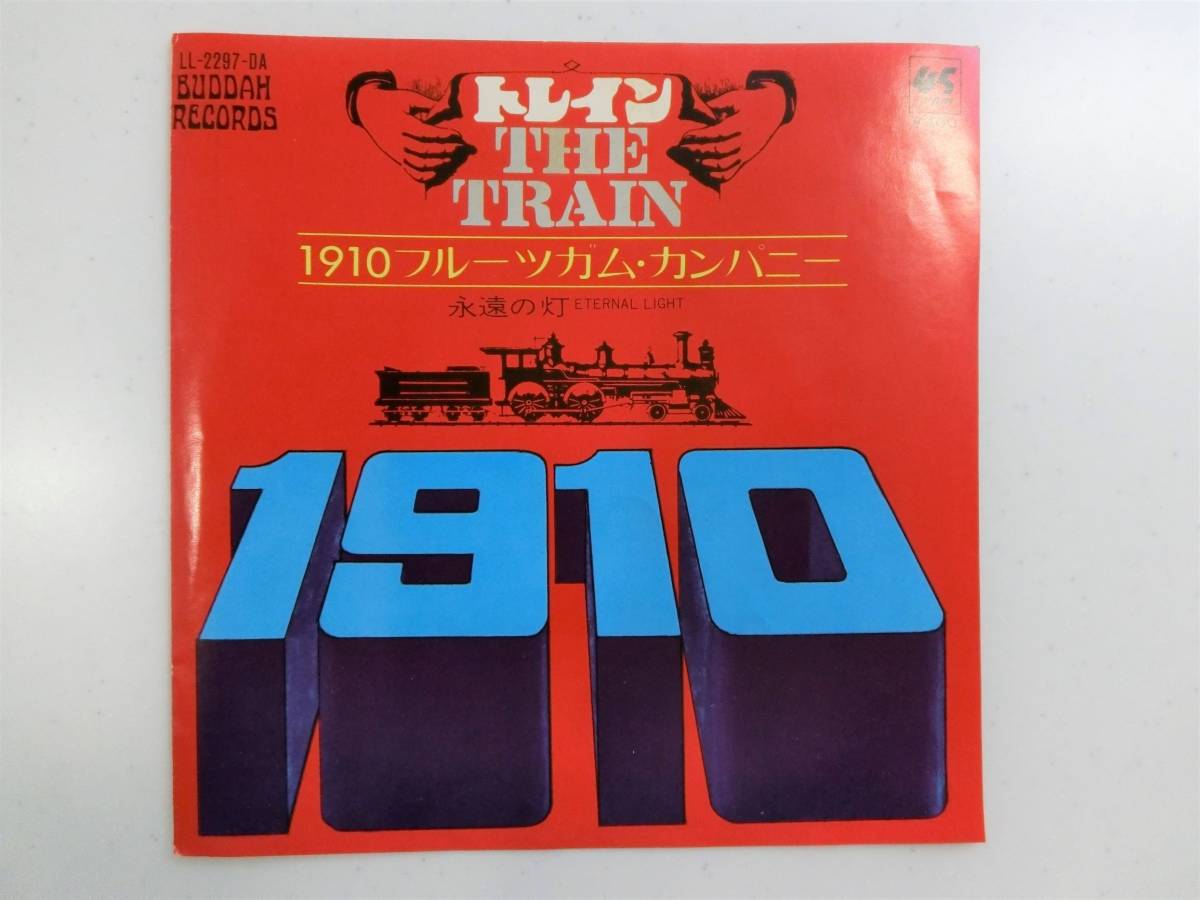 LL-2297-DA
BUDDAH
RECORDS
トレイン
THE
TRAIN
1910フルーツガム・カンパニー
永遠の灯 ETERNAL LIGHT
45
1910